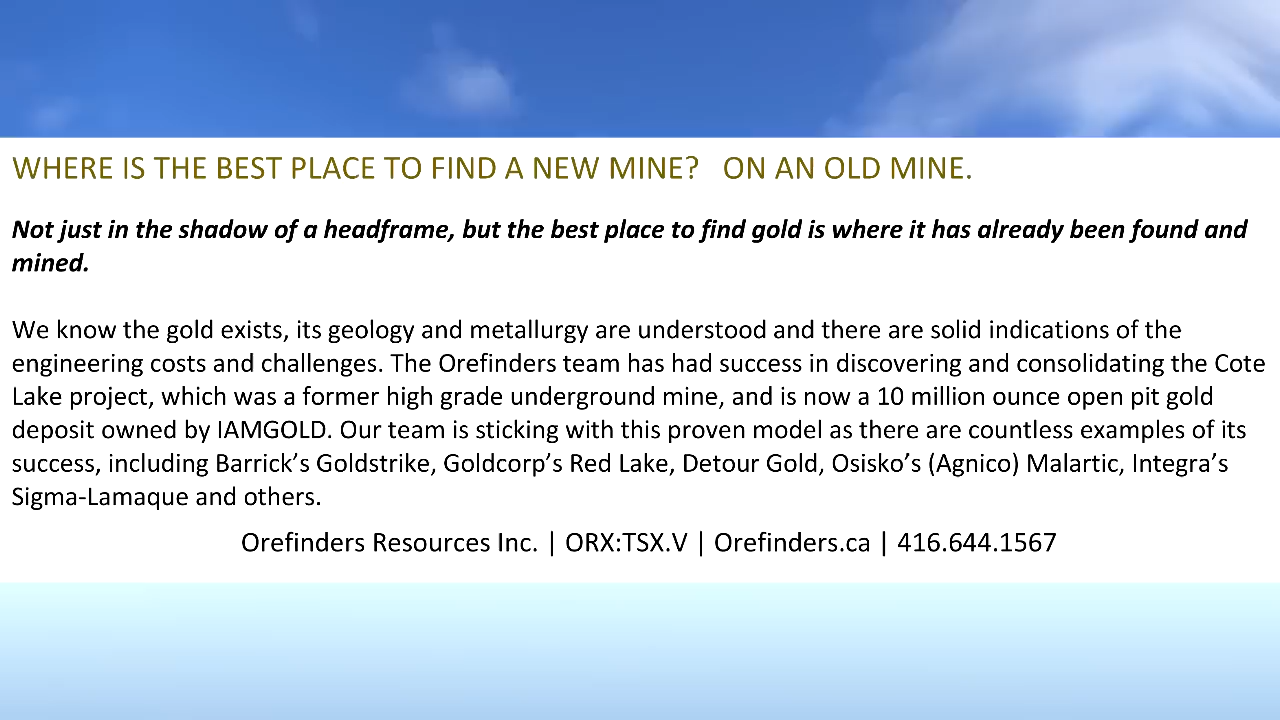 WHERE IS THE BEST PLACE TO FIND A NEW MINE? ON AN OLD MINE.
Not just in the shadow of a headframe, but the best place to find gold is where it has already been found and
mined.
We know the gold exists, its geology and metallurgy are understood and there are solid indications of the
engineering costs and challenges. The Orefinders team has had success in discovering and consolidating the Cote
Lake project, which was a former high grade underground mine, and is now a 10 million ounce open pit gold
deposit owned by IAMGOLD. Our team is sticking with this proven model as there are countless examples of its
success, including Barrick’s Goldstrike, Goldcorp’s Red Lake, Detour Gold, Osisko’s (Agnico) Malartic, Integra’s
Sigma-Lamaque and others.
Orefinders Resources Inc. | ORX:TSX.V | Orefinders.ca | 416.644.1567